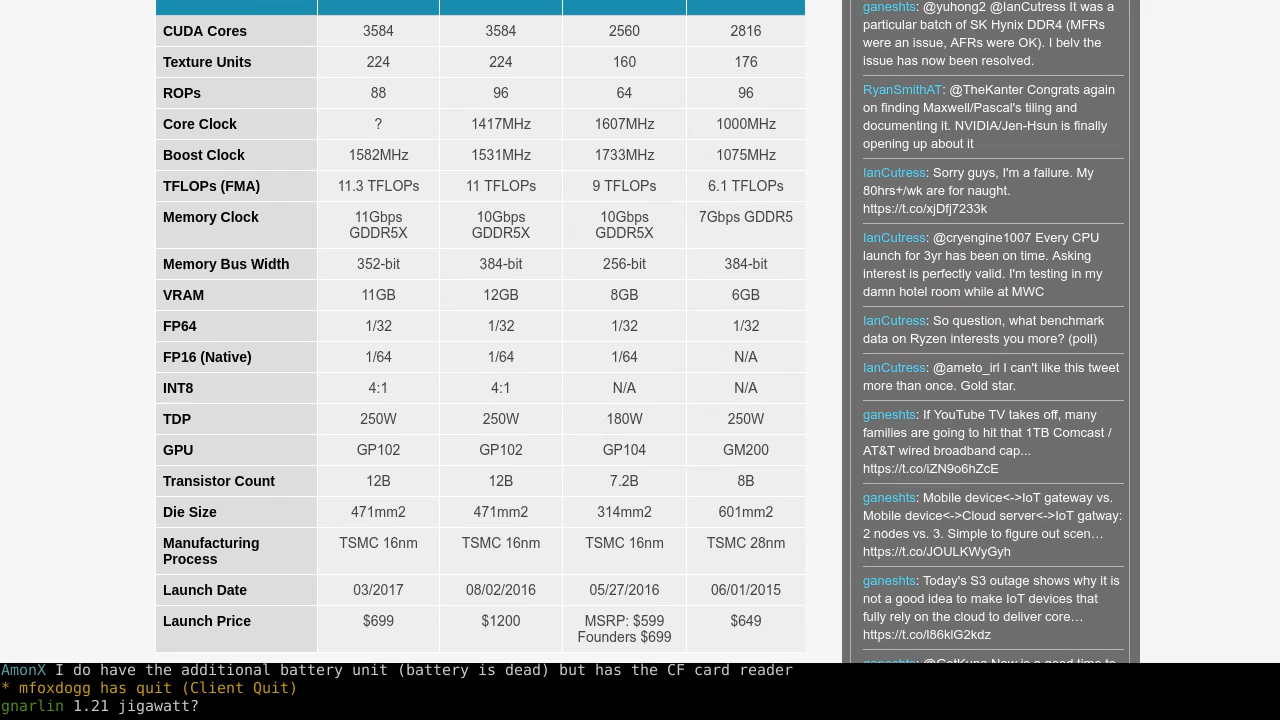 CUDA Cores 3584 3584 2560 2816
Texture Units 224 224 160 176
ROPs 88 96 64 96
Core Clock ? 1417MHz 1607MHz 1000MHz
Boost Clock 1582MHz 1531MHz 1733MHz 1075MHz
TFLOPs (FMA) 11.3 TFLOPs 11 TFLOPs 9 TFLOPs 6.1 TFLOPs
Memory Clock 11Gbps 10Gbps 10Gbps 7Gbps GDDR5
GDDR5X GDDR5X GDDR5X
Memory Bus Width 352-bit 384-bit 256-bit 384-bit
VRAM 11GB 12GB 8GB 6GB
FP64 1/32 1/32 1/32 1/32
FP16 (Native) 1/64 1/64 1/64 N/A
INT8 4:1 4:1 N/A N/A
TDP 250W 250W 180W 250W
GPU GP102 GP102 GP104 GM200
Transistor Count 12B 12B 7.2B 8B
Die Size 471mm2 471mm2 314mm2 601mm2
Manufacturing TSMC 16nm TSMC 16nm TSMC 16nm TSMC 28nm
Process
Launch Date 03/2017 08/02/2016 05/27/2016 06/01/2015
Launch Price $699 $1200 MSRP: $599 $649
Founders $699
ganeshts: @yuhong2 @IanCutress It was a
particular batch of SK Hynix DDR4 (MFRs
were an issue, AFRs were OK). I belv the
issue has now been resolved.
RyanSmithAT: @TheKanter Congrats again
on finding Maxwell/Pascal's tiling and
documenting it. NVIDIA/Jen-Hsun is finally
opening up about it
IanCutress: Sorry guys, I'm a failure. My
80hrs+/wk are for naught.
https://t.co/xjDfj7233k
IanCutress: @cryengine1007 Every CPU
launch for 3yr has been on time. Asking
interest is perfectly valid. I'm testing in my
damn hotel room while at MWC
IanCutress: So question, what benchmark
data on Ryzen interests you more? (poll)
IanCutress: @ameto_irl I can't like this tweet
more than once. Gold star.
ganeshts: If YouTube TV takes off, many
families are going to hit that 1TB Comcast /
AT&T wired broadband cap...
https://t.co/iZN9o6hZcE
ganeshts: Mobile device<->IoT gateway vs.
Mobile device<->Cloud server<->IoT gatway:
2 nodes vs. 3. Simple to figure out scen…
https://t.co/JOULKWyGyh
ganeshts: Today's S3 outage shows why it is
not a good idea to make IoT devices that
fully rely on the cloud to deliver core…
https://t.co/l86klG2kdz
ganeshts: @GetKuna Now is a good time to
AmonX I do have the additional battery unit (battery is dead) but has the CF card reader
* mfoxdogg has quit (Client Quit)
gnarlin 1.21 jigawatt?